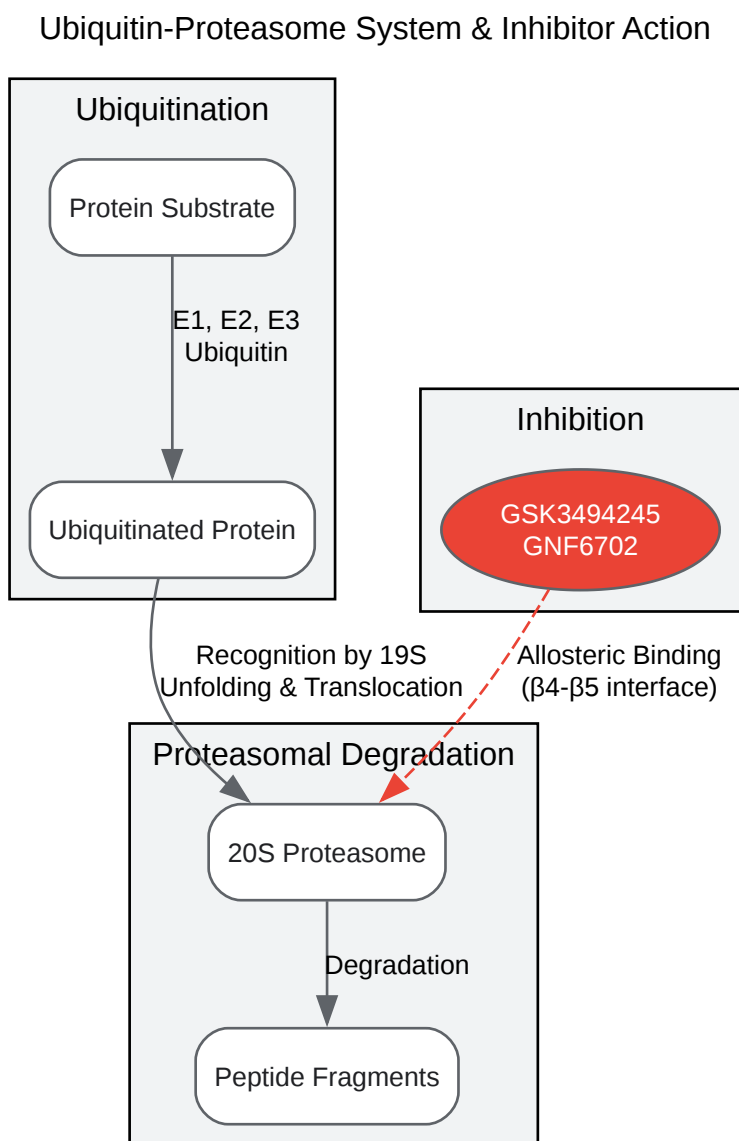 Ubiquitin-Proteasome System & Inhibitor Action
Ubiquitination
Protein Substrate
E1, E2, E3
Ubiquitin
Ubiquitinated Protein
Inhibition
GSK3494245
GNF6702
Recognition by 19S
Unfolding & Translocation
Allosteric Binding
(β4-β5 interface)
Proteasomal Degradation
20S Proteasome
Degradation
Peptide Fragments